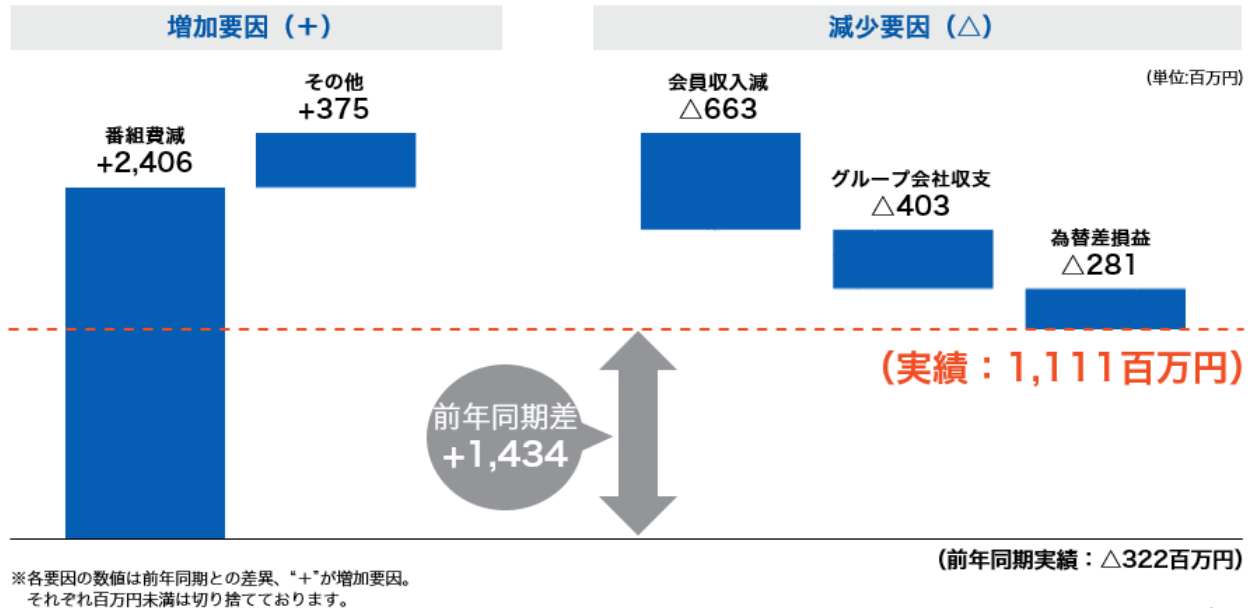 増加要因（＋）
減少要因（△）
(単位:百万円)
その他
+375
番組費減
+2,406
会員収入減
△663
グループ会社収支
△403
為替差損益
△281
(実績：1,111百万円)
前年同期差
+1,434
(前年同期実績：△322百万円)
※各要因の数値は前年同期との差異、“+”が増加要因。
それぞれ百万円未満は切り捨てております。